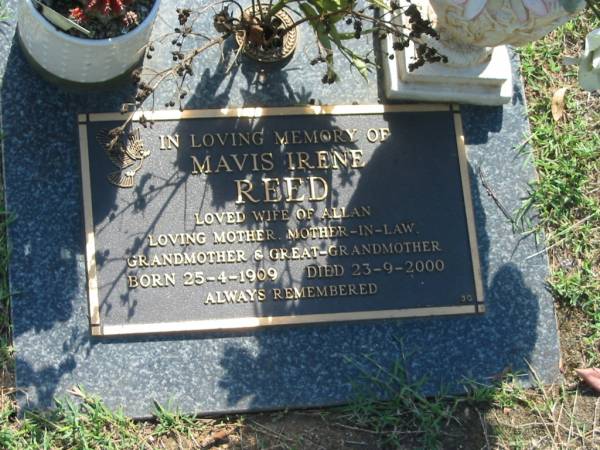 IN LOVING MEMORY OF
MAVIS IRENE
REED
LOVED WIFE OF ALLAN
LOVING MOTHER, MOTHER-IN-LAW,
GRANDMOTHER & GREAT-GRANDMOTHER
BORN 25-4-1909 DIED 23-9-2000
ALWAYS REMEMBERED